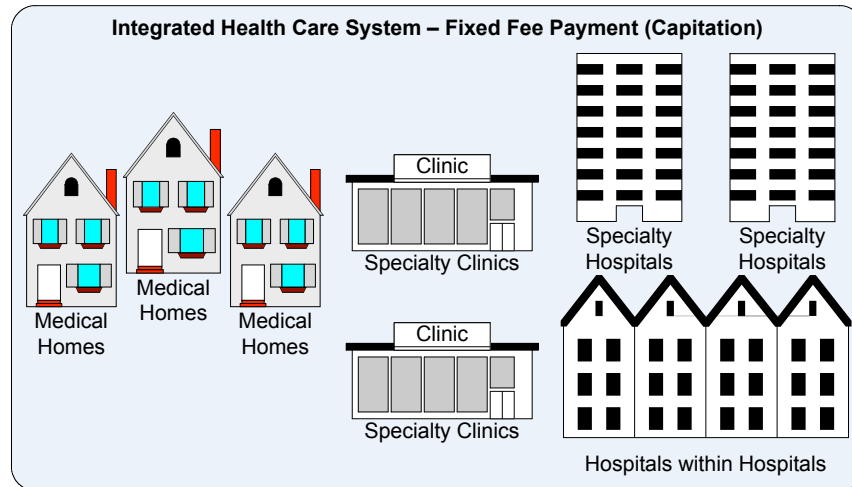 Integrated Health Care System – Fixed Fee Payment (Capitation)
Medical
Homes
Medical
Homes
Medical
Homes
Clinic
Specialty Clinics
Clinic
Specialty Clinics
Specialty
Hospitals
Specialty
Hospitals
Hospitals within Hospitals